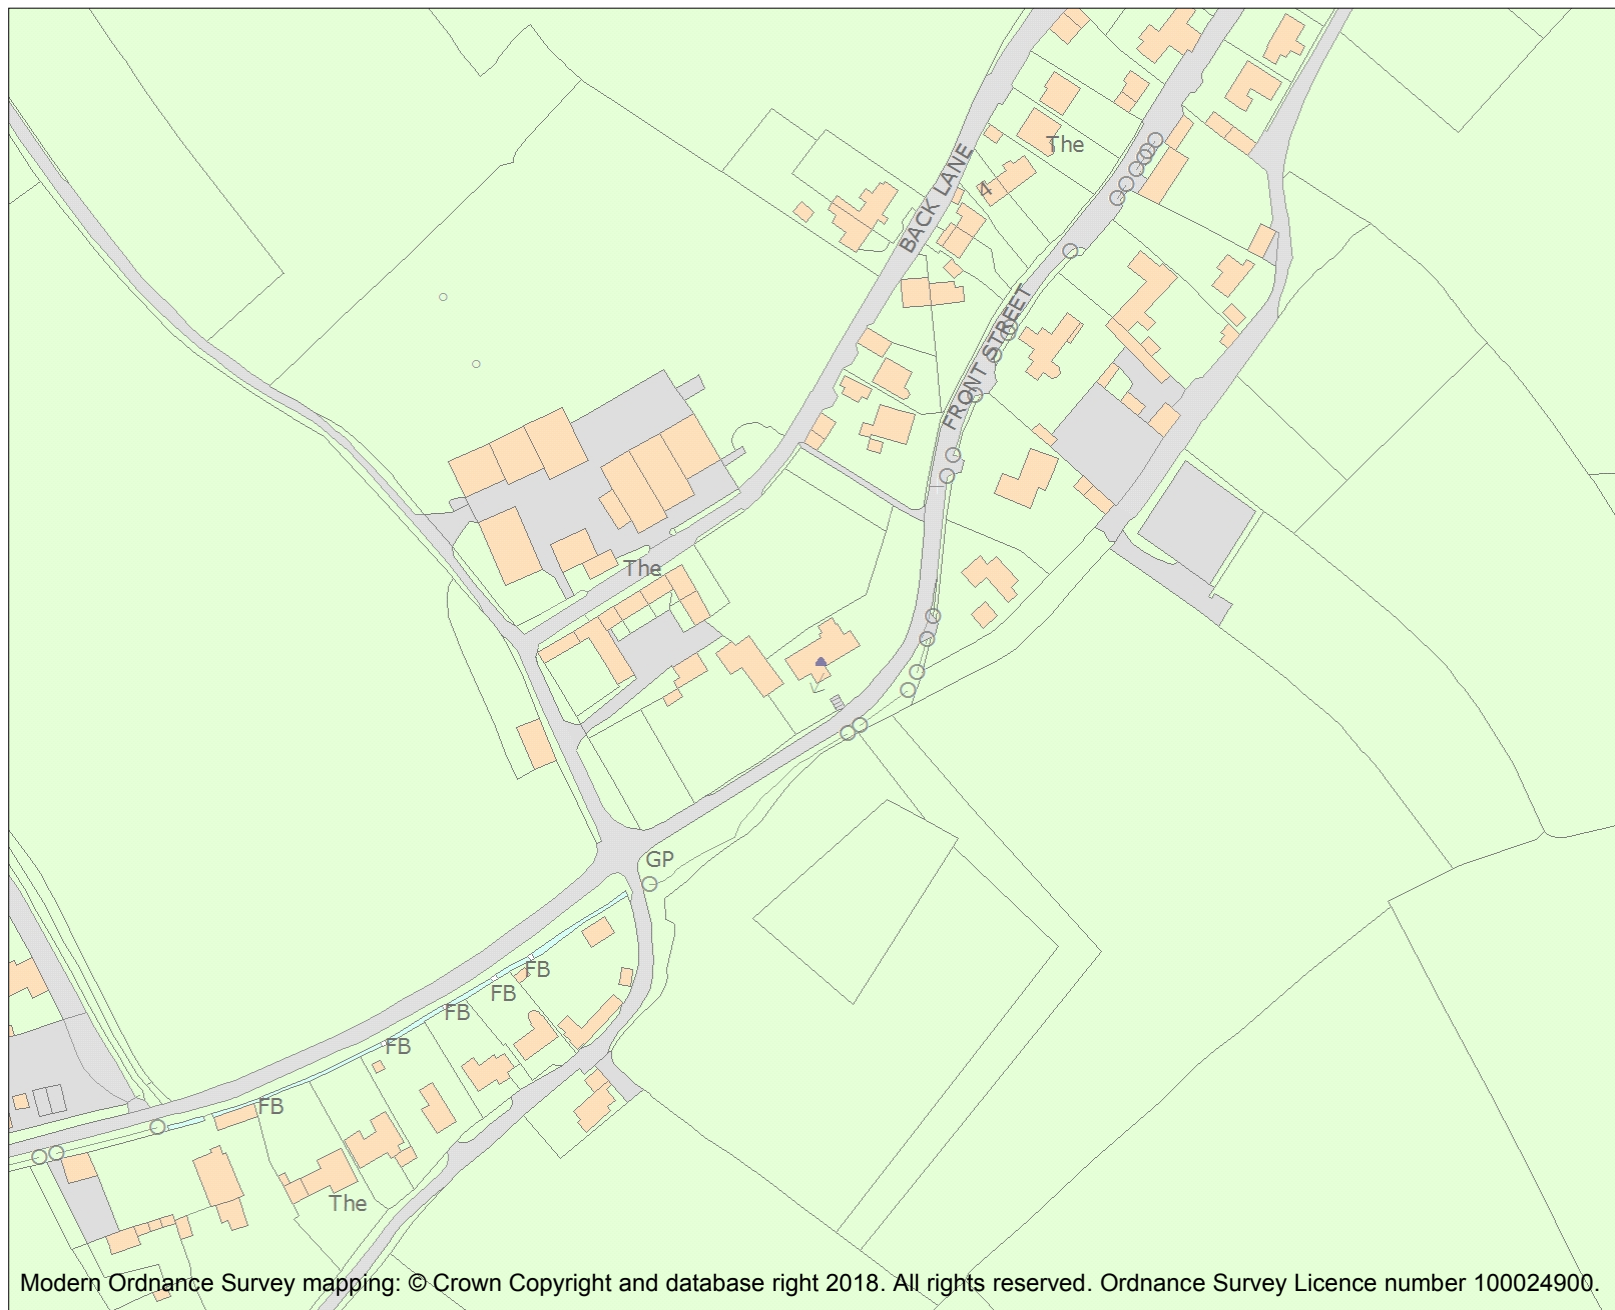 The
4
BACK LANE
FRONT STREET
The
GP
FB
FB
FB
FB
FB
The
Modern Ordnance Survey mapping: © Crown Copyright and database right 2018. All rights reserved. Ordnance Survey Licence number 100024900.